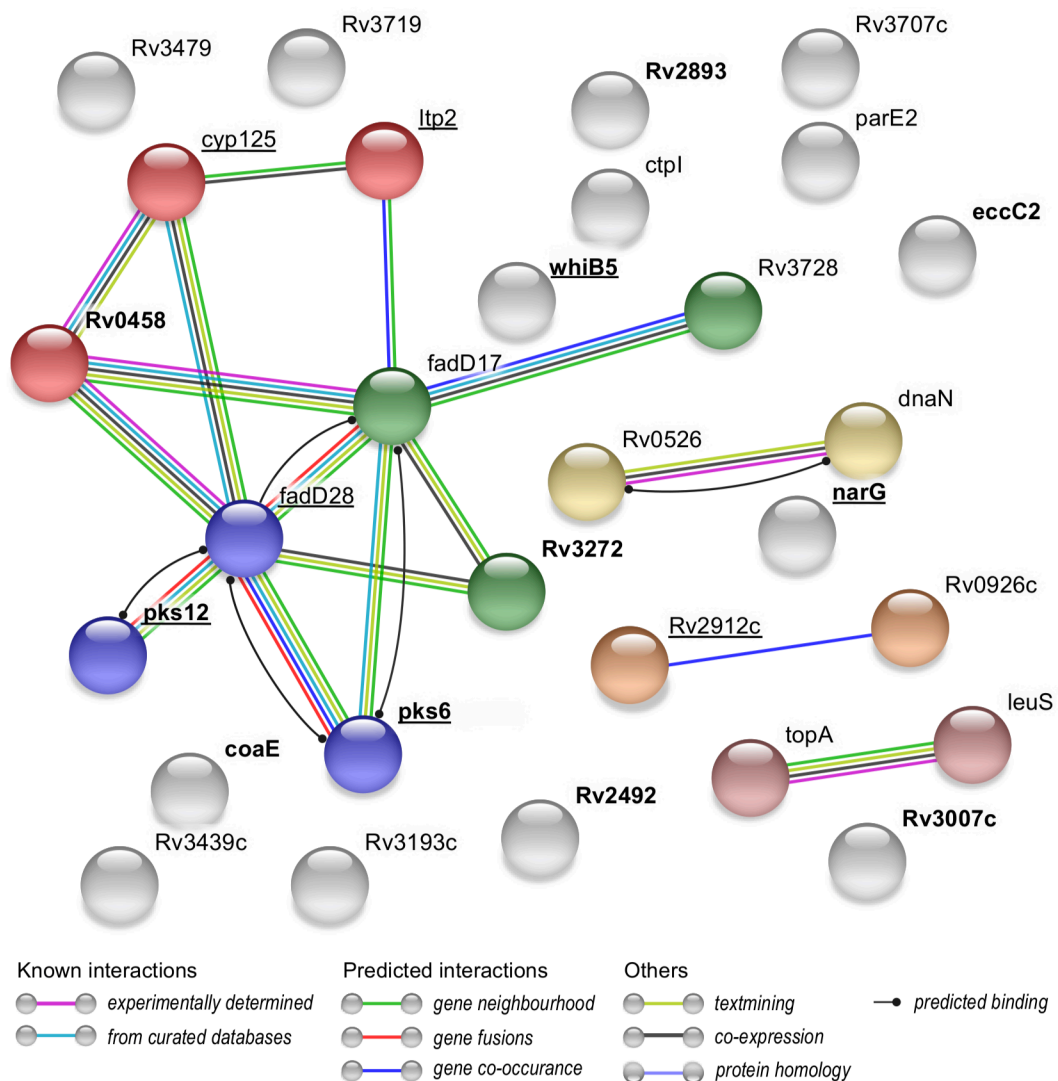 Rv3479
Rv3719
Rv2893
Rv3707c
cyp125
ltp2
parE2
ctpI
eccC2
whiB5
Rv3728
Rv0458
fadD17
dnaN
Rv0526
fadD28
narG
Rv3272
pks12
Rv0926c
Rv2912c
pks6
leuS
topA
coaE
Rv2492
Rv3007c
Rv3439c
Rv3193c
Known interactions
experimentally determined
from curated databases
Predicted interactions
gene neighbourhood
gene fusions
gene co-occurance
Others
textmining
co-expression
protein homology
predicted binding